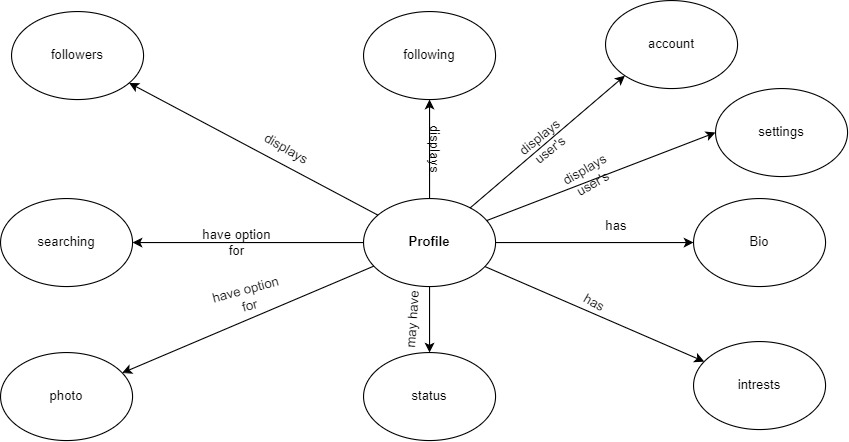 followers
following
account
settings
displays
displays
displays
user's
displays
user's
searching
have option
for
Profile
has
Bio
have option
for
may have
has
photo
status
intrests